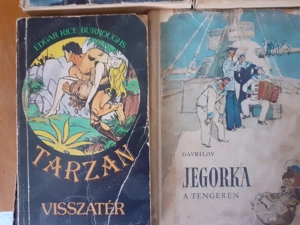 EDGAR RICE BURROUGHS
TARZAN
VISSZATÉR
GAVRILOV
JEGORKA
A TENGEREN